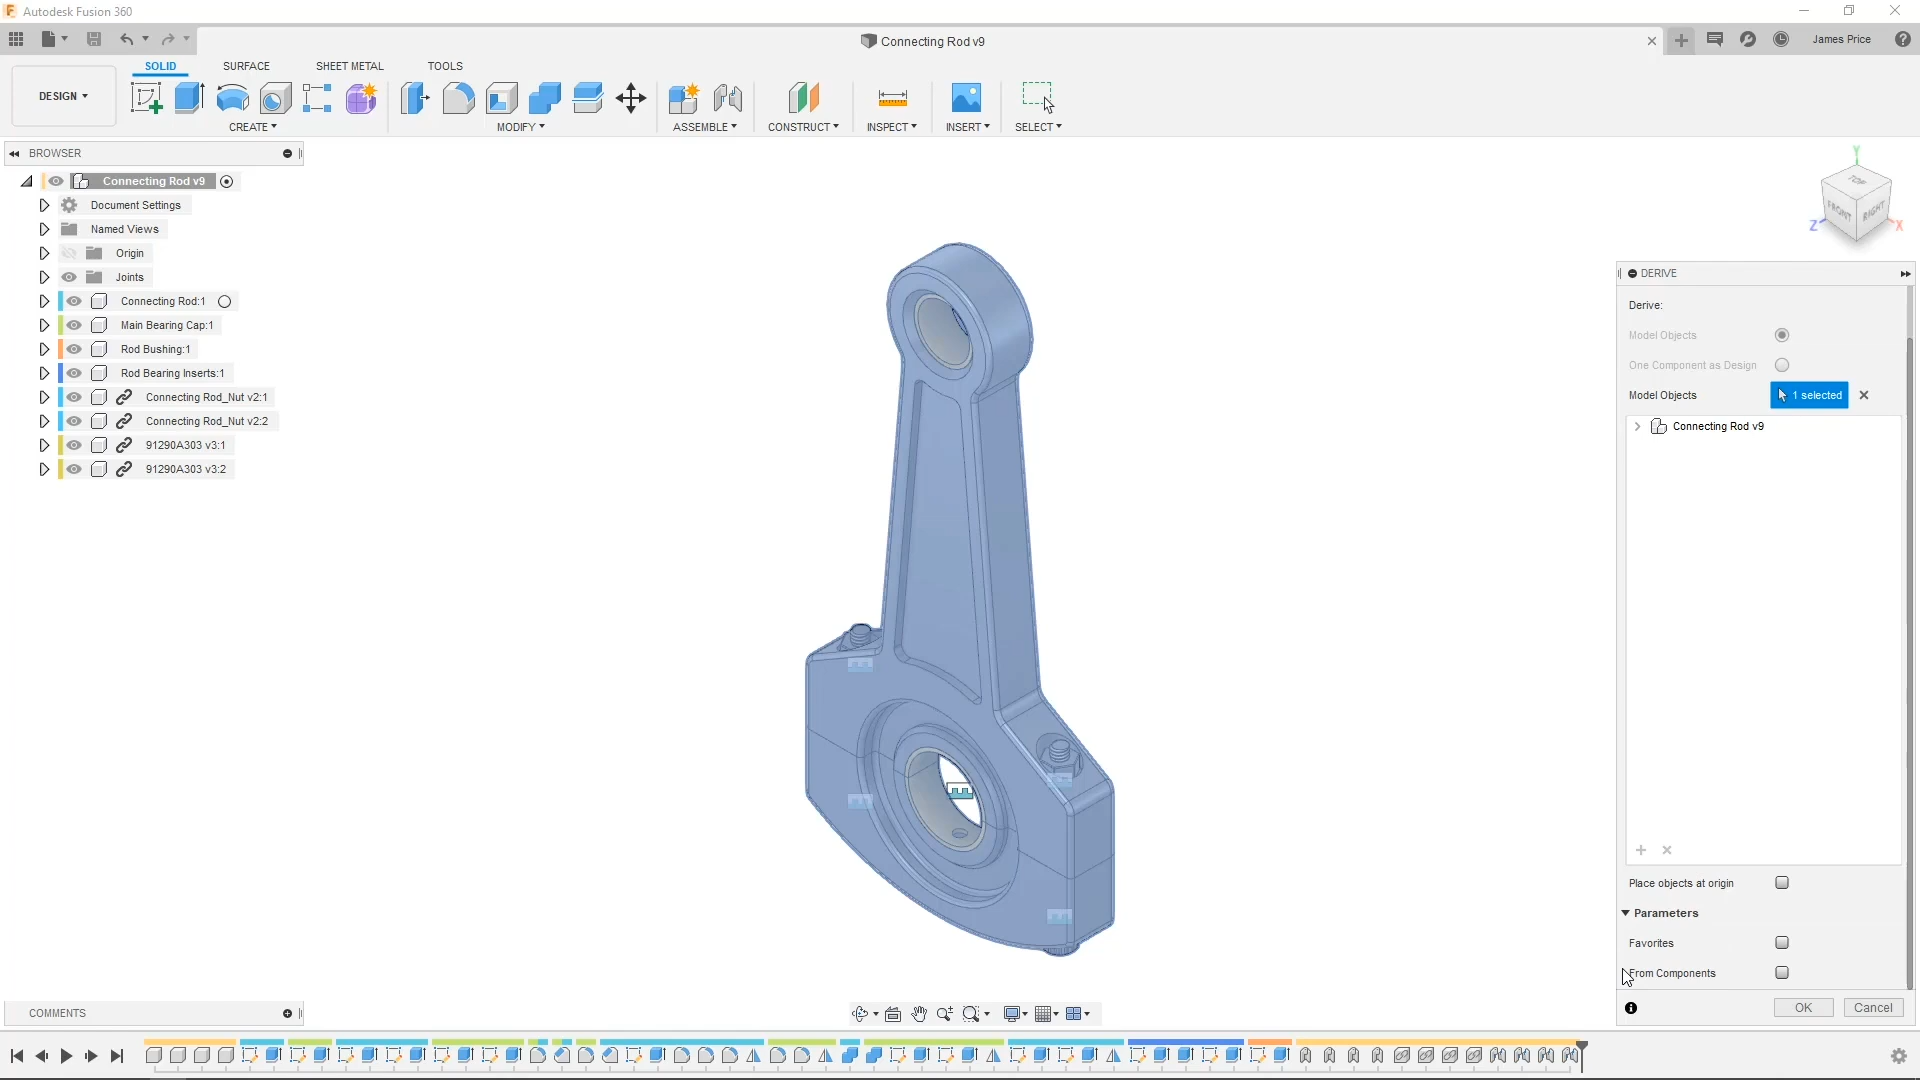 Autodesk Fusion 360
Connecting Rod v9
James Price
DESIGN
SOLID
SURFACE
SHEET METAL
TOOLS
CREATE
MODIFY
ASSEMBLE
CONSTRUCT
INSPECT
INSERT
SELECT
BROWSER
Connecting Rod v9
Document Settings
Named Views
Origin
Joints
Connecting Rod:1
Main Bearing Cap:1
Rod Bushing:1
Rod Bearing Inserts:1
Connecting Rod_Nut v2:1
Connecting Rod_Nut v2:2
91290A303 v3:1
91290A303 v3:2
Y
TOP
FRONT
RIGHT
Z
X
DERIVE
Derive:
Model Objects
One Component as Design
Model Objects
1 selected
Connecting Rod v9
Place objects at origin
Parameters
Favorites
From Components
OK
Cancel
COMMENTS